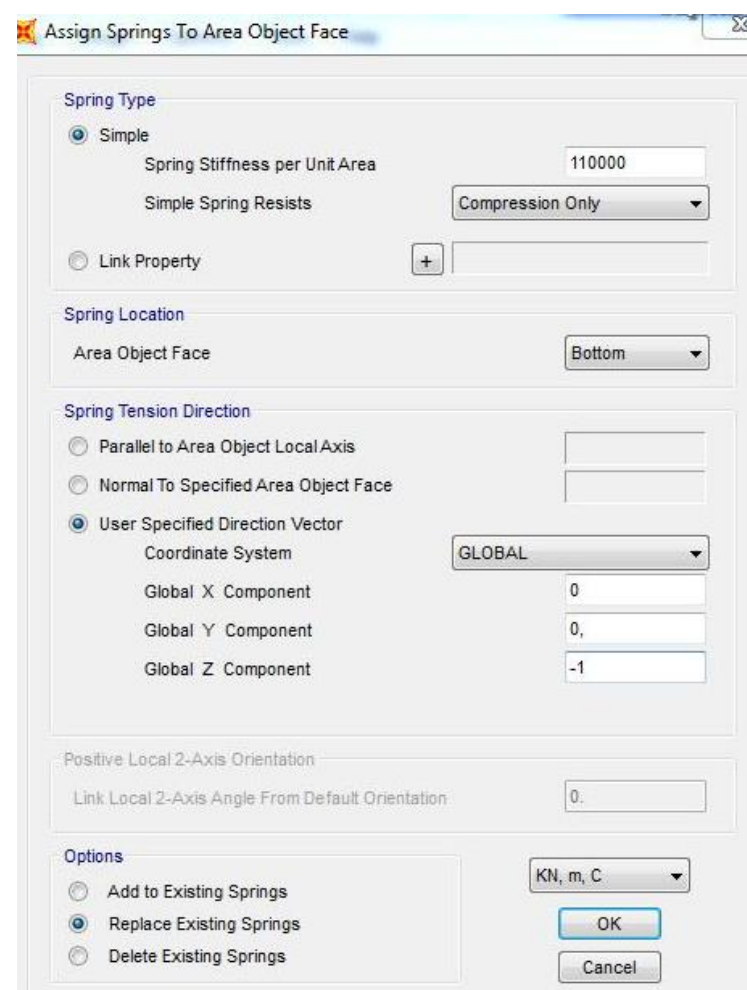 Assign Springs To Area Object Face
Spring Type
Simple
Spring Stiffness per Unit Area 110000
Simple Spring Resists Compression Only
Link Property +
Spring Location
Area Object Face Bottom
Spring Tension Direction
Parallel to Area Object Local Axis
Normal To Specified Area Object Face
User Specified Direction Vector
Coordinate System GLOBAL
Global X Component 0
Global Y Component 0,
Global Z Component -1
Positive Local 2-Axis Orientation
Link Local 2-Axis Angle From Default Orientation 0.
Options
KN, m, C
Add to Existing Springs
Replace Existing Springs OK
Delete Existing Springs
Cancel